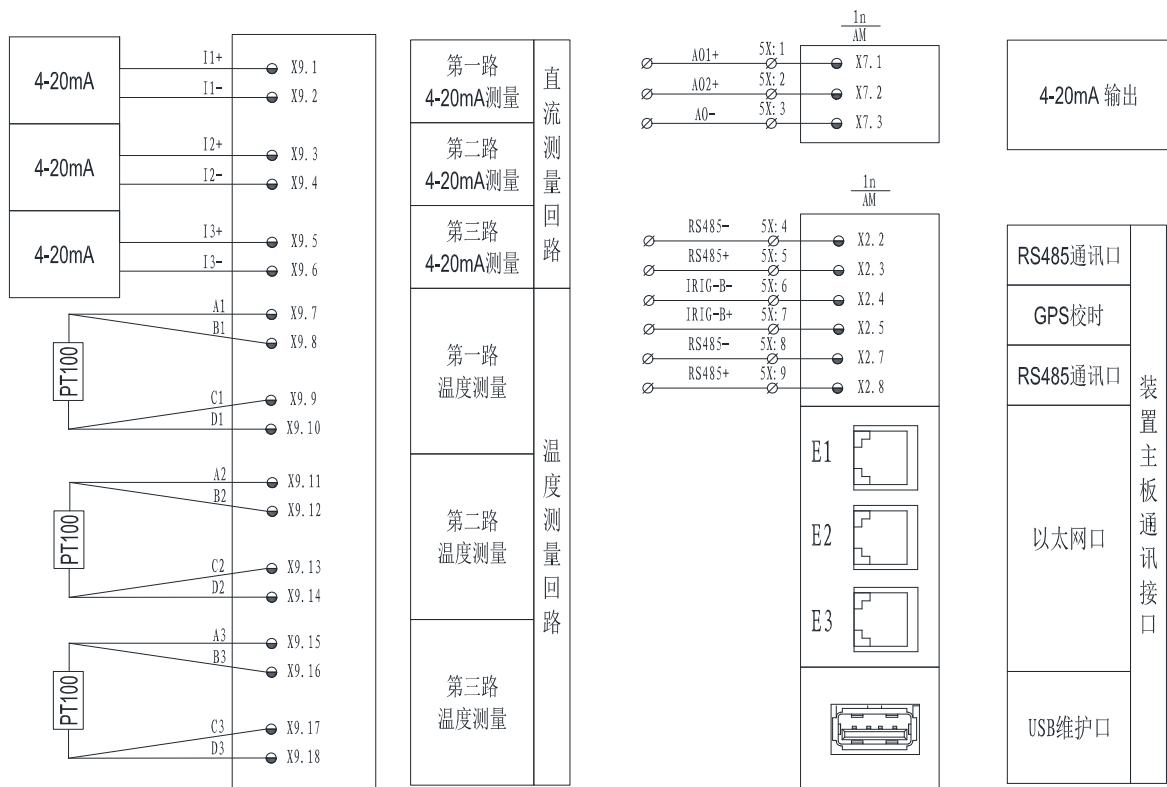 4-20mA
I1+
X9.1
I1-
X9.2
4-20mA
I2+
X9.3
I2-
X9.4
4-20mA
I3+
X9.5
I3-
X9.6
A1
X9.7
B1
X9.8
PT100
C1
X9.9
D1
X9.10
A2
X9.11
B2
X9.12
PT100
C2
X9.13
D2
X9.14
A3
X9.15
B3
X9.16
PT100
C3
X9.17
D3
X9.18
第一路
4-20mA测量
第二路
4-20mA测量
第三路
4-20mA测量
直流测量回路
第一路
温度测量
第二路
温度测量
第三路
温度测量
温度测量回路
1n
AM
AO1+
5X:1
X7.1
AO2+
5X:2
X7.2
AO-
5X:3
X7.3
4-20mA 输出
1n
AM
RS485-
5X:4
X2.2
RS485+
5X:5
X2.3
IRIG-B-
5X:6
X2.4
IRIG-B+
5X:7
X2.5
RS485-
5X:8
X2.7
RS485+
5X:9
X2.8
E1
E2
E3
RS485通讯口
GPS校时
RS485通讯口
以太网口
USB维护口
装置主板通讯接口